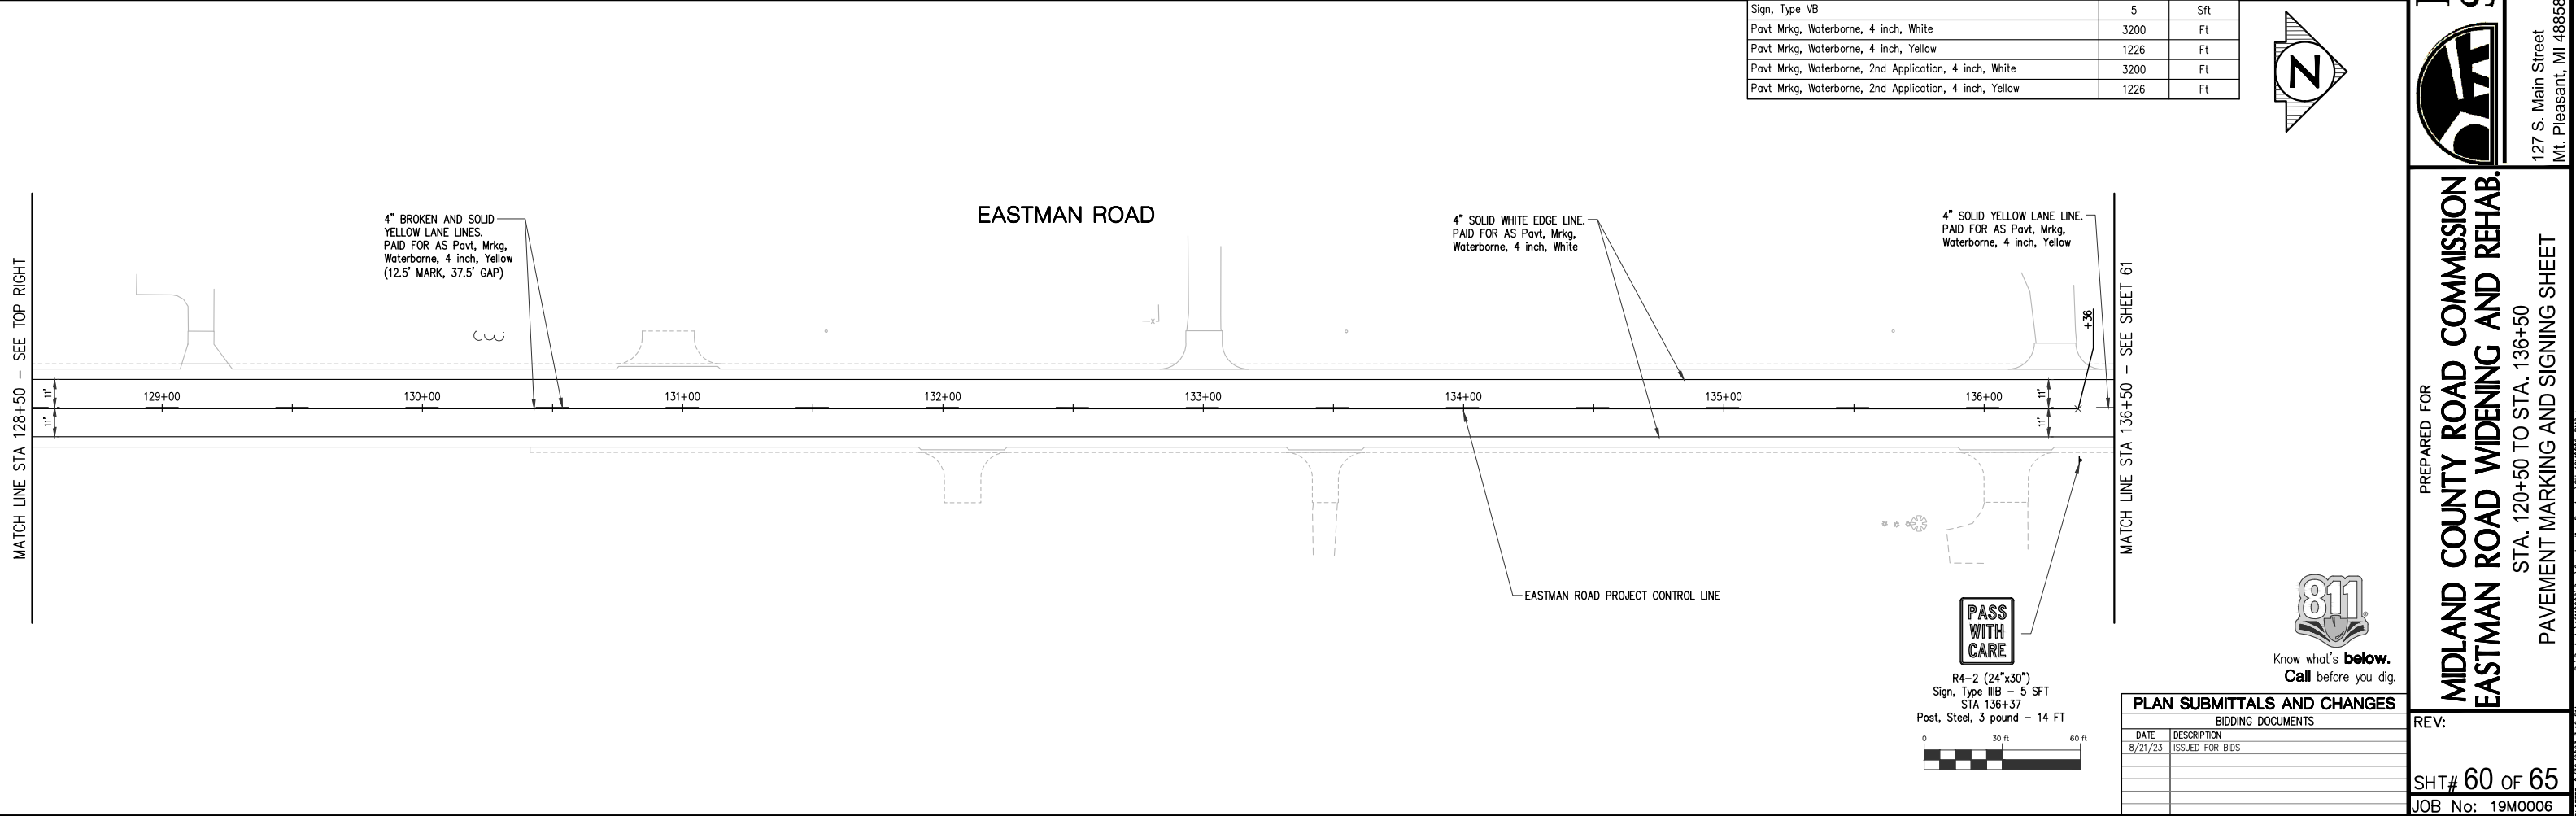 Sign, Type VB 5 Sft
Pavt Mrkg, Waterborne, 4 inch, White 3200 Ft
Pavt Mrkg, Waterborne, 4 inch, Yellow 1226 Ft
Pavt Mrkg, Waterborne, 2nd Application, 4 inch, White 3200 Ft
Pavt Mrkg, Waterborne, 2nd Application, 4 inch, Yellow 1226 Ft
N
127 S. Main Street
Mt. Pleasant, MI 48858
EASTMAN ROAD
4" BROKEN AND SOLID
YELLOW LANE LINES.
PAID FOR AS Pavt, Mrkg,
Waterborne, 4 inch, Yellow
(12.5' MARK, 37.5' GAP)
4" SOLID WHITE EDGE LINE.
PAID FOR AS Pavt, Mrkg,
Waterborne, 4 inch, White
4" SOLID YELLOW LANE LINE.
PAID FOR AS Pavt, Mrkg,
Waterborne, 4 inch, Yellow
MATCH LINE STA 128+50 - SEE TOP RIGHT
11'
11'
129+00
130+00
131+00
132+00
133+00
134+00
135+00
136+00
11'
11'
+36
MATCH LINE STA 136+50 - SEE SHEET 61
EASTMAN ROAD PROJECT CONTROL LINE
PASS
WITH
CARE
R4-2 (24"x30")
Sign, Type IIIB - 5 SFT
STA 136+37
Post, Steel, 3 pound - 14 FT
0 30 ft 60 ft
811
Know what's below.
Call before you dig.
PLAN SUBMITTALS AND CHANGES
BIDDING DOCUMENTS
DATE DESCRIPTION
8/21/23 ISSUED FOR BIDS
PREPARED FOR
MIDLAND COUNTY ROAD COMMISSION
EASTMAN ROAD WIDENING AND REHAB.
STA. 120+50 TO STA. 136+50
PAVEMENT MARKING AND SIGNING SHEET
REV:
SHT# 60 OF 65
JOB No: 19M0006